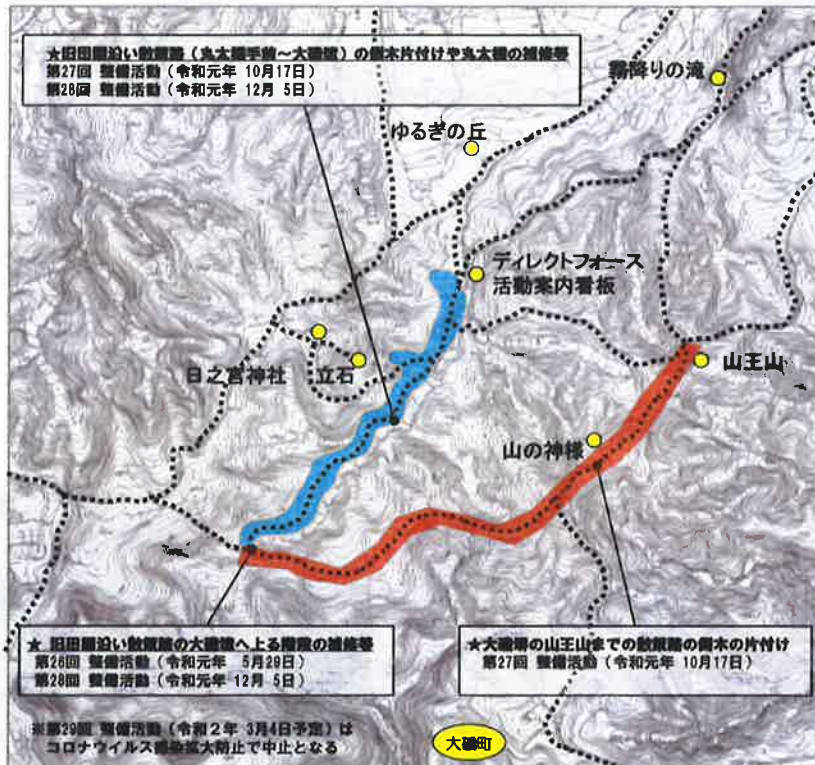 ★旧田圃沿い散策路（丸太橋手前～大磯境）の倒木片付けや丸太橋の補修等
第27回 整備活動（令和元年 10月17日）
第28回 整備活動（令和元年 12月 5日）
霧降りの滝
ゆるぎの丘
ディレクトフォース
活動案内看板
日之宮神社
立石
山王山
山の神様
★ 旧田圃沿い散策路の大磯境へ上る階段の補修等
第26回 整備活動（令和元年 5月29日）
第28回 整備活動（令和元年 12月 5日）
★大磯境の山王山までの散策路の倒木の片付け
第27回 整備活動（令和元年 10月17日）
※第29回 整備活動（令和２年 3月4日予定）は
コロナウイルス感染拡大防止で中止となる
大磯町